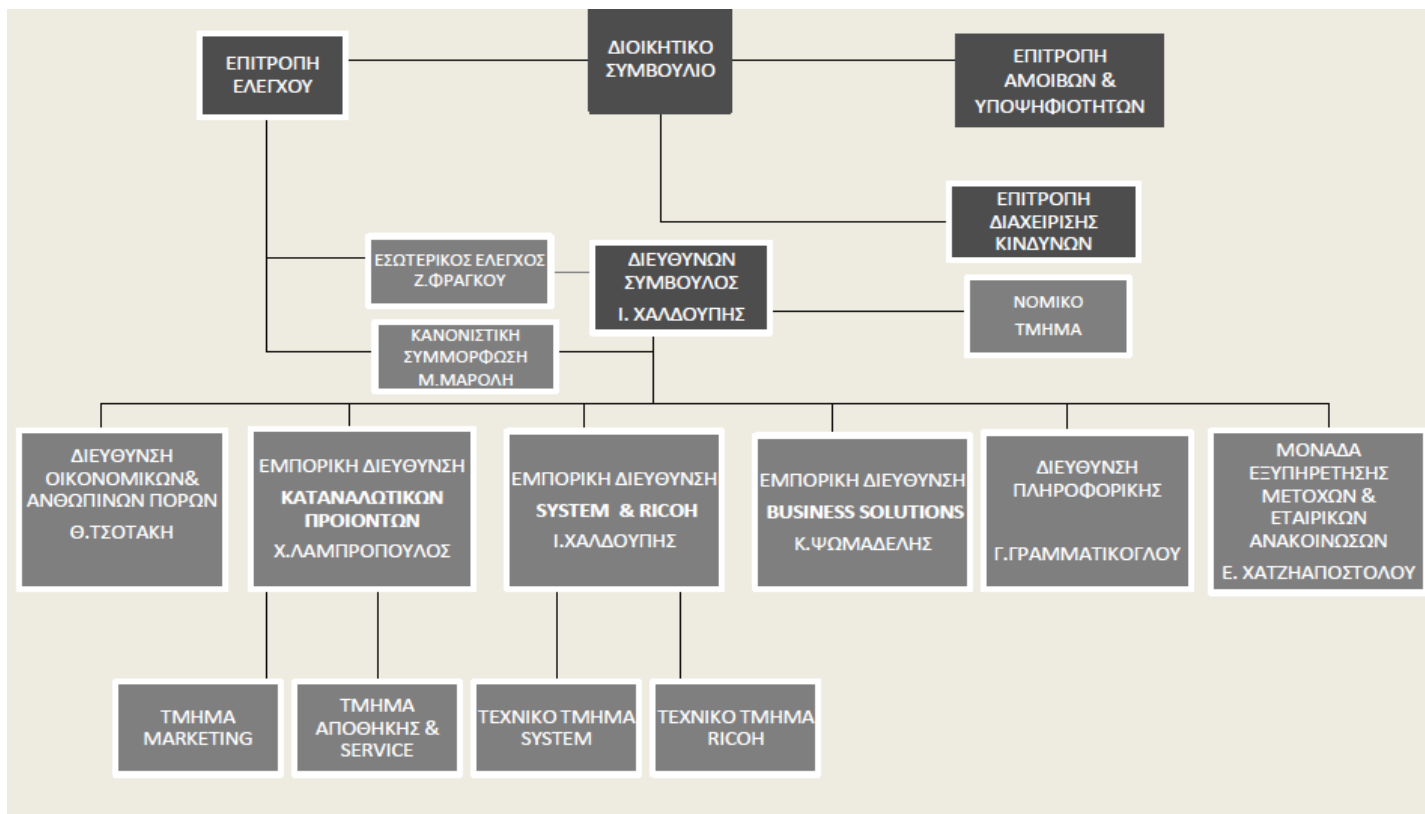 ΕΠΙΤΡΟΠΗ
ΕΛΕΓΧΟΥ
ΔΙΟΙΚΗΤΙΚΟ
ΣΥΜΒΟΥΛΙΟ
ΕΠΙΤΡΟΠΗ
ΑΜΟΙΒΩΝ &
ΥΠΟΨΗΦΙΟΤΗΤΩΝ
ΕΠΙΤΡΟΠΗ
ΔΙΑΧΕΙΡΙΣΗΣ
ΚΙΝΔΥΝΩΝ
ΕΣΩΤΕΡΙΚΟΣ ΕΛΕΓΧΟΣ
Ζ.ΦΡΑΓΚΟΥ
ΔΙΕΥΘΥΝΩΝ
ΣΥΜΒΟΥΛΟΣ
Ι. ΧΑΛΔΟΥΠΗΣ
ΝΟΜΙΚΟ
ΤΜΗΜΑ
ΚΑΝΟΝΙΣΤΙΚΗ
ΣΥΜΜΟΡΦΩΣΗ
Μ.ΜΑΡΟΛΗ
ΔΙΕΥΘΥΝΣΗ
ΟΙΚΟΝΟΜΙΚΩΝ&
ΑΝΘΩΠΙΝΩΝ ΠΟΡΩΝ
Θ.ΤΣΟΤΑΚΗ
ΕΜΠΟΡΙΚΗ ΔΙΕΥΘΥΝΣΗ
ΚΑΤΑΝΑΛΩΤΙΚΩΝ
ΠΡΟΙΟΝΤΩΝ
Χ.ΛΑΜΠΡΟΠΟΥΛΟΣ
ΕΜΠΟΡΙΚΗ ΔΙΕΥΘΥΝΣΗ
SYSTEM & RICOH
Ι.ΧΑΛΔΟΥΠΗΣ
ΕΜΠΟΡΙΚΗ ΔΙΕΥΘΥΝΣΗ
BUSINESS SOLUTIONS
Κ.ΨΩΜΑΔΕΛΗΣ
ΔΙΕΥΘΥΝΣΗ
ΠΛΗΡΟΦΟΡΙΚΗΣ
Γ.ΓΡΑΜΜΑΤΙΚΟΓΛΟΥ
ΜΟΝΑΔΑ
ΕΞΥΠΗΡΕΤΗΣΗΣ
ΜΕΤΟΧΩΝ &
ΕΤΑΙΡΙΚΩΝ
ΑΝΑΚΟΙΝΩΣΩΝ
Ε. ΧΑΤΖΗΑΠΟΣΤΟΛΟΥ
ΤΜΗΜΑ
MARKETING
ΤΜΗΜΑ
ΑΠΟΘΗΚΗΣ &
SERVICE
ΤΕΧΝΙΚΟ ΤΜΗΜΑ
SYSTEM
ΤΕΧΝΙΚΟ ΤΜΗΜΑ
RICOH